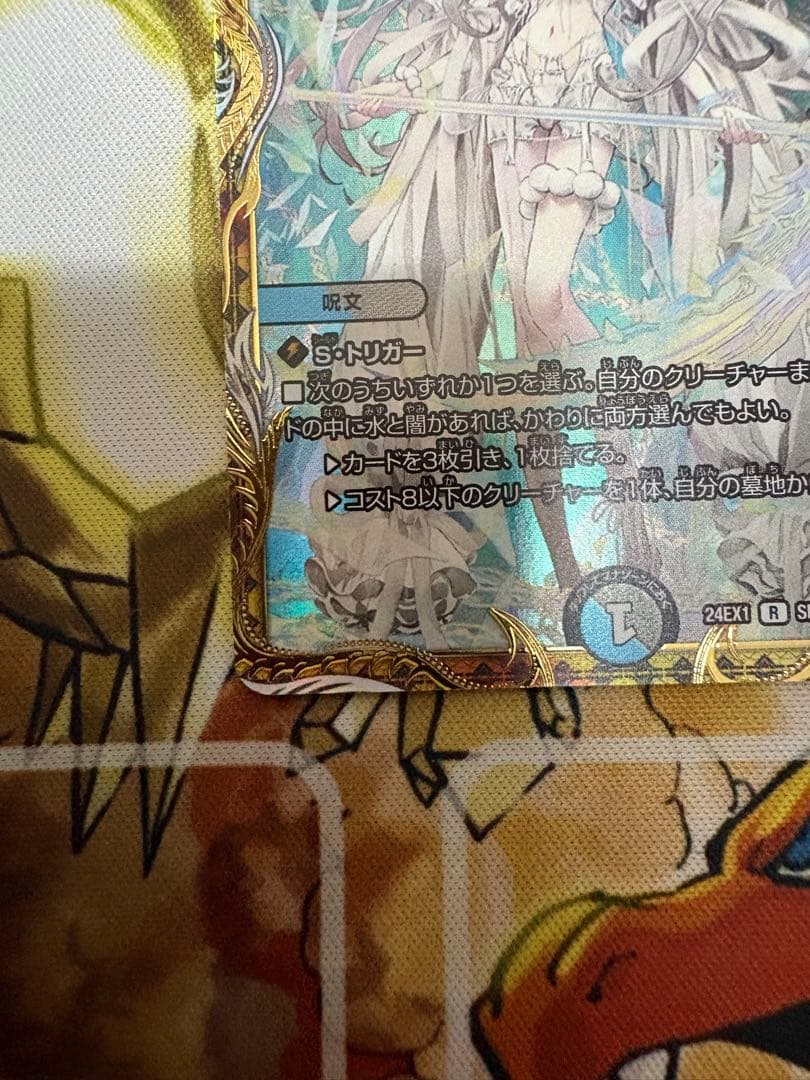 呪文
S・トリガー
■次のうちいずれか1つを選ぶ。自分のクリーチャーま
ドの中に水と闇があれば、かわりに両方選んでもよい。
▶カードを3枚引き、1枚捨てる。
▶コスト8以下のクリーチャーを1体、自分の墓地か
1
24EX1 R